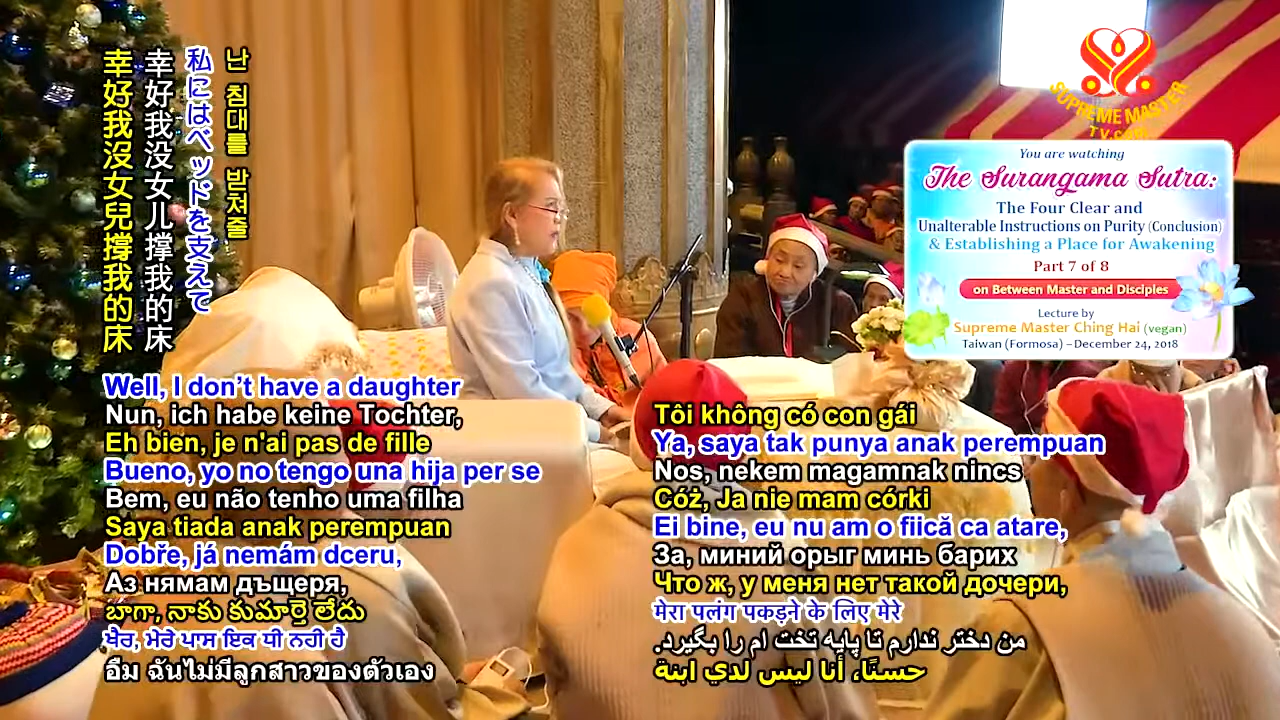 난 침대를 받쳐줄
私にはベッドを支えて
幸好我没女儿撑我的床
幸好我沒女兒撐我的床
SUPREME MASTER
TV.com
You are watching
The Surangama Sutra:
The Four Clear and
Unalterable Instructions on Purity (Conclusion)
& Establishing a Place for Awakening
Part 7 of 8
on Between Master and Disciples
Lecture by
Supreme Master Ching Hai (vegan)
Taiwan (Formosa) – December 24, 2018
Well, I don’t have a daughter
Nun, ich habe keine Tochter,
Eh bien, je n'ai pas de fille
Bueno, yo no tengo una hija per se
Bem, eu não tenho uma filha
Saya tiada anak perempuan
Dobře, já nemám dceru,
Аз нямам дъщеря,
బాగా, నాకు కుమార్తె లేదు
ਖੈਰ, ਮੇਰੇ ਪਾਸ ਇਕ ਧੀ ਨਹੀ ਹੈ
อืม ฉันไม่มีลูกสาวของตัวเอง
Tôi không có con gái
Ya, saya tak punya anak perempuan
Nos, nekem magamnak nincs
Cóż, Ja nie mam córki
Ei bine, eu nu am o fiică ca atare,
За, миний орыг минь барих
Что ж, у меня нет такой дочери,
मेरा पलंग पकड़ने के लिए मेरे
من دختر ندارم تا پایه تخت ام را بگیرد.
حسنًا، أنا ليس لدي ابنة